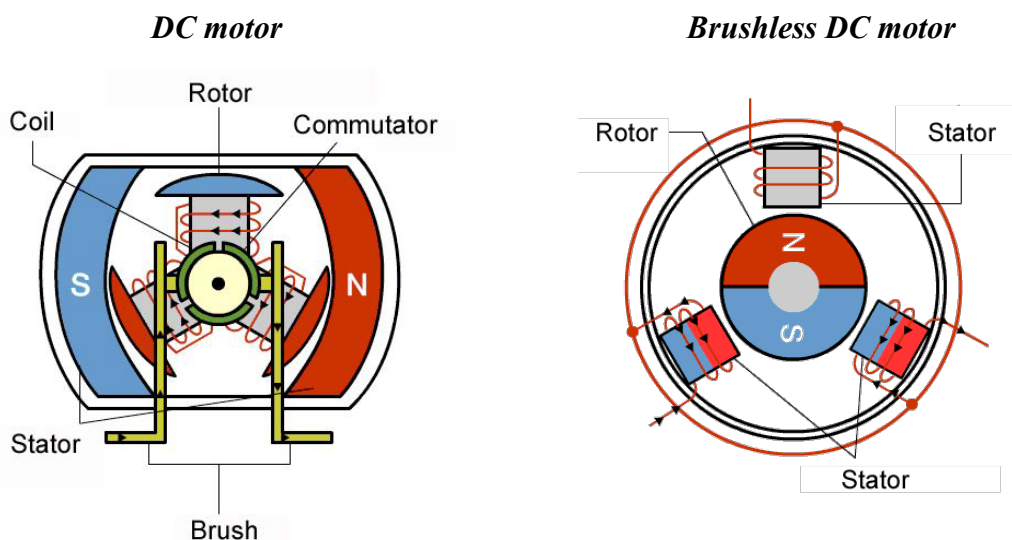 DC motor
Rotor
Coil
Commutator
S
N
Stator
Brush
Brushless DC motor
Rotor
Stator
N
S
Stator